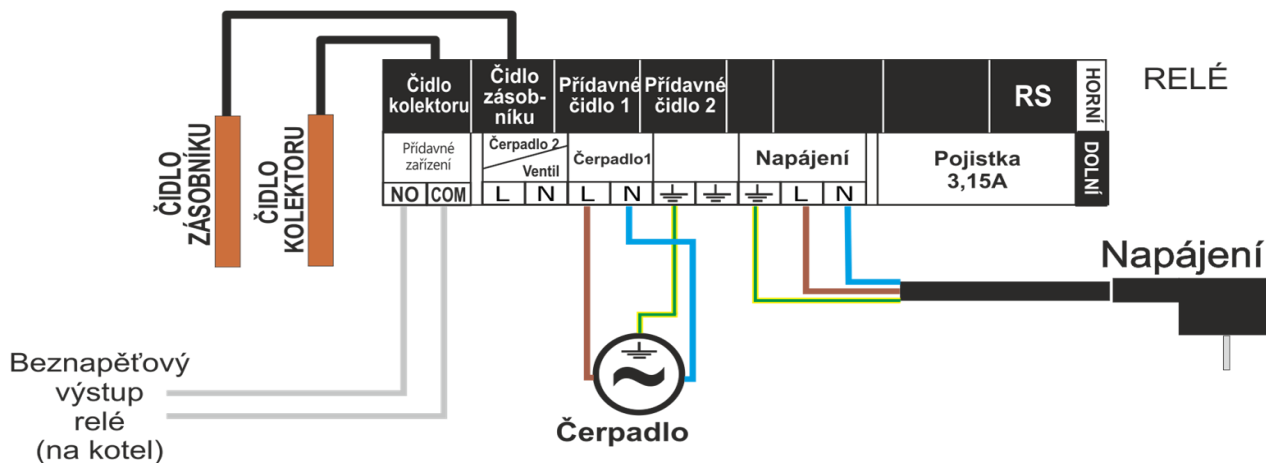 Čidlo
kolektoru
Čidlo
zásob-
níku
Přídavné
čidlo 1
Přídavné
čidlo 2
RS
HORNÍ
RELÉ
Přídavné
zařízení
Čerpadlo 2
Ventil
Čerpadlo1
Napájení
Pojistka
3,15A
DOLNÍ
NO COM L N L N L N
ČIDLO
ZÁSOBNÍKU
ČIDLO
KOLEKTORU
Napájení
Beznapěťový
výstup
relé
(na kotel)
Čerpadlo